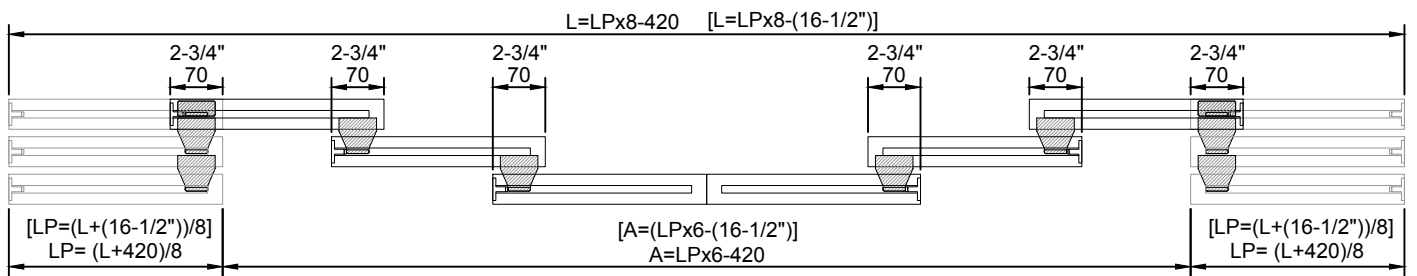 L=LPx8-420 [L=LPx8-(16-1/2")]
2-3/4" 2-3/4" 2-3/4" 2-3/4" 2-3/4" 2-3/4"
70 70 70 70 70 70
[LP=(L+(16-1/2"))/8] [A=(LPx6-(16-1/2")] [LP=(L+(16-1/2"))/8]
LP= (L+420)/8 A=LPx6-420 LP= (L+420)/8